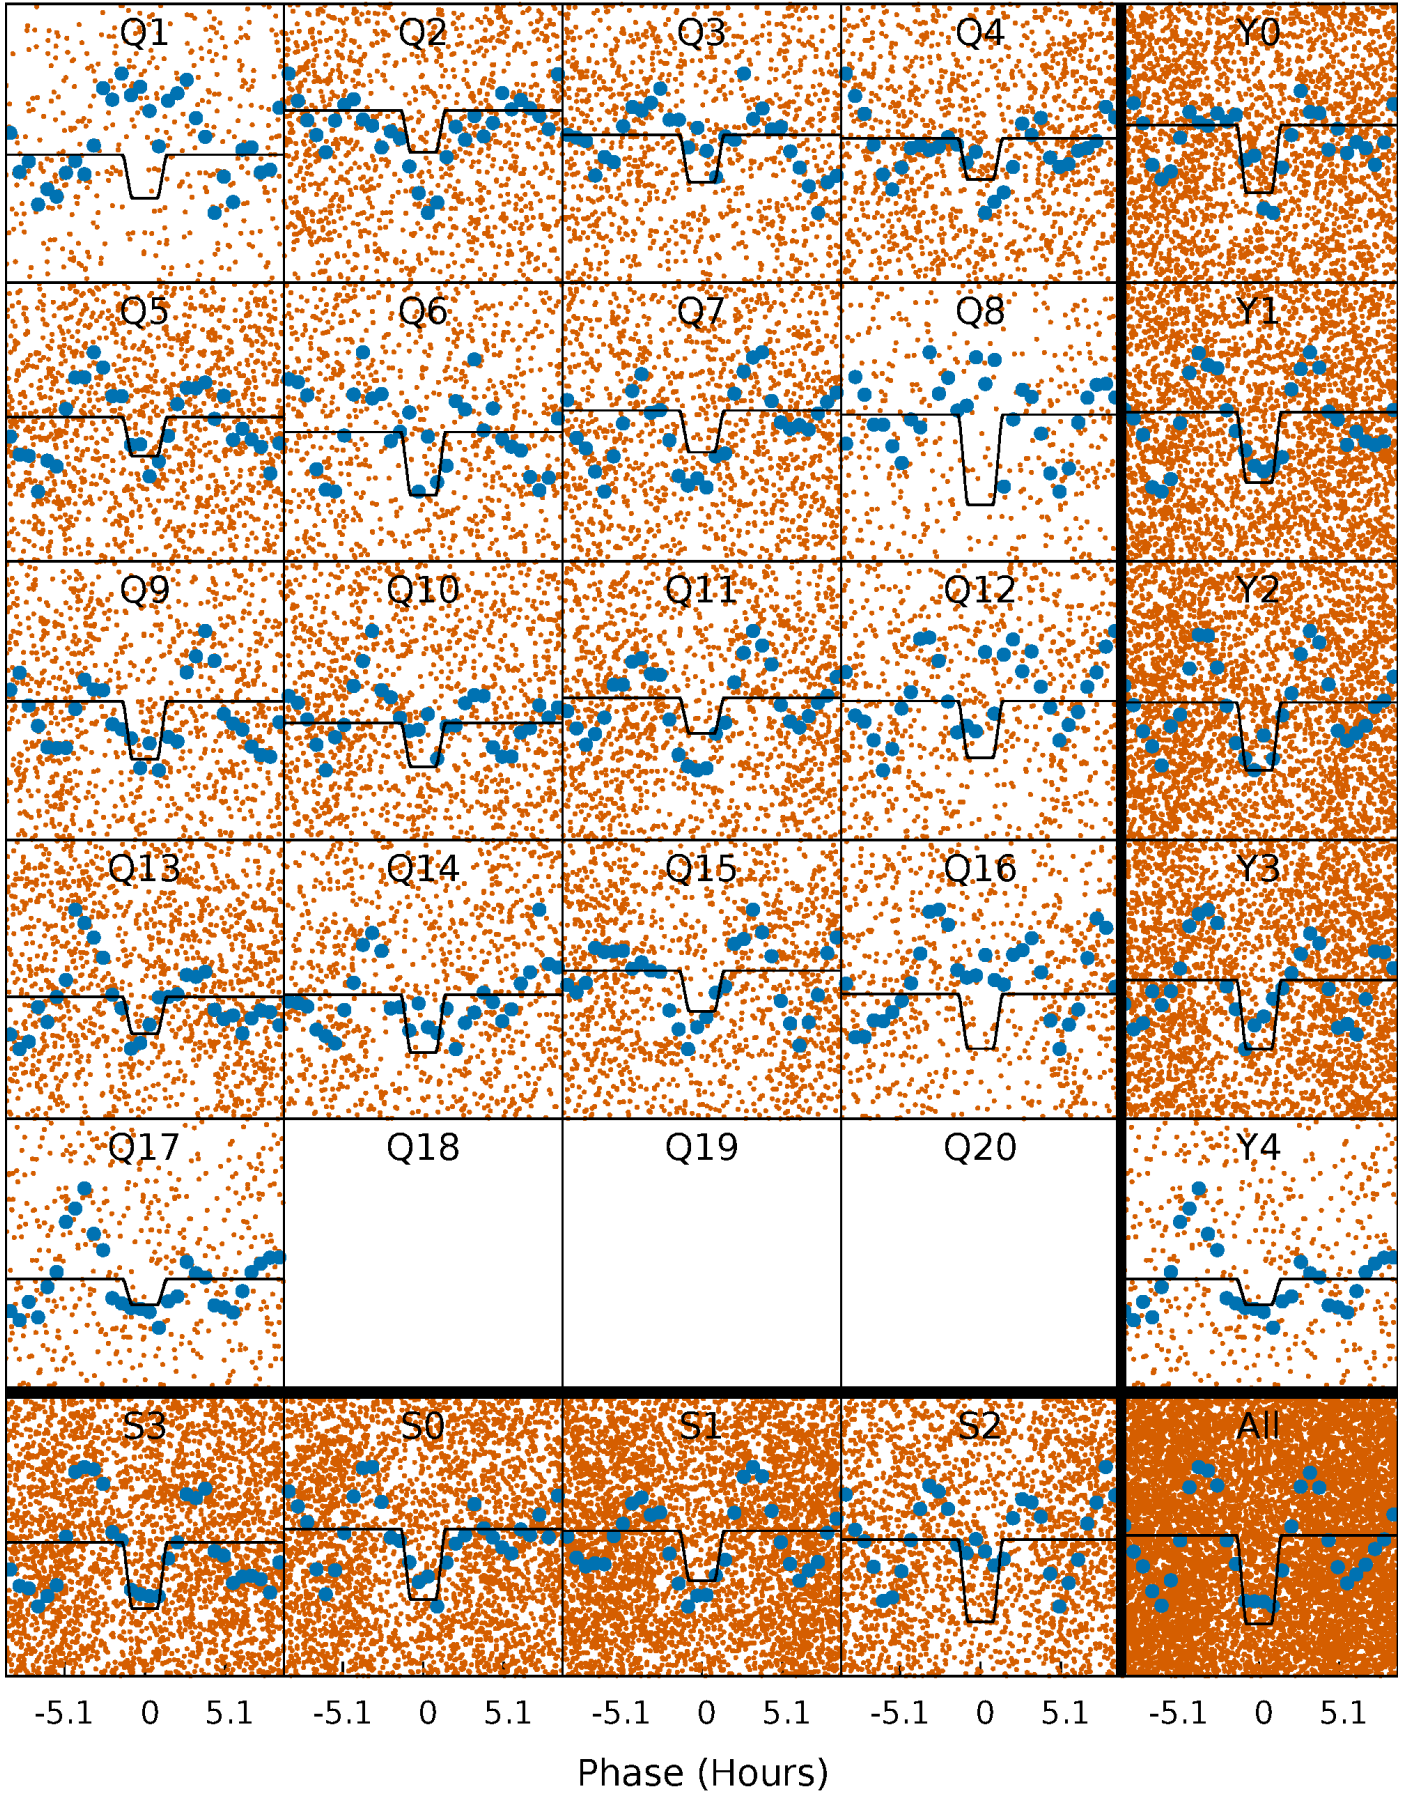 Q1 Q2 Q3 Q4 Y0
Q5 Q6 Q7 Q8 Y1
Q9 Q10 Q11 Q12 Y2
Q13 Q14 Q15 Q16 Y3
Q17 Q18 Q19 Q20 Y4
S3 S0 S1 S2 All
-5.1 0 5.1 -5.1 0 5.1 -5.1 0 5.1 -5.1 0 5.1 -5.1 0 5.1
Phase (Hours)